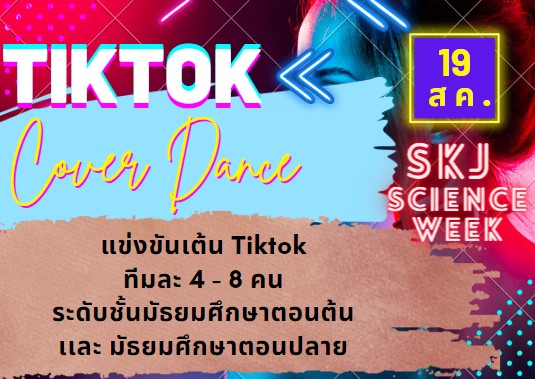 TIKTOK
Cover Dance
19
ส ค .
SKJ
SCIENCE
WEEK
แข่งขันเต้น Tiktok
ทีมละ 4 - 8 คน
ระดับชั้นมัธยมศึกษาตอนต้น
และ มัธยมศึกษาตอนปลาย